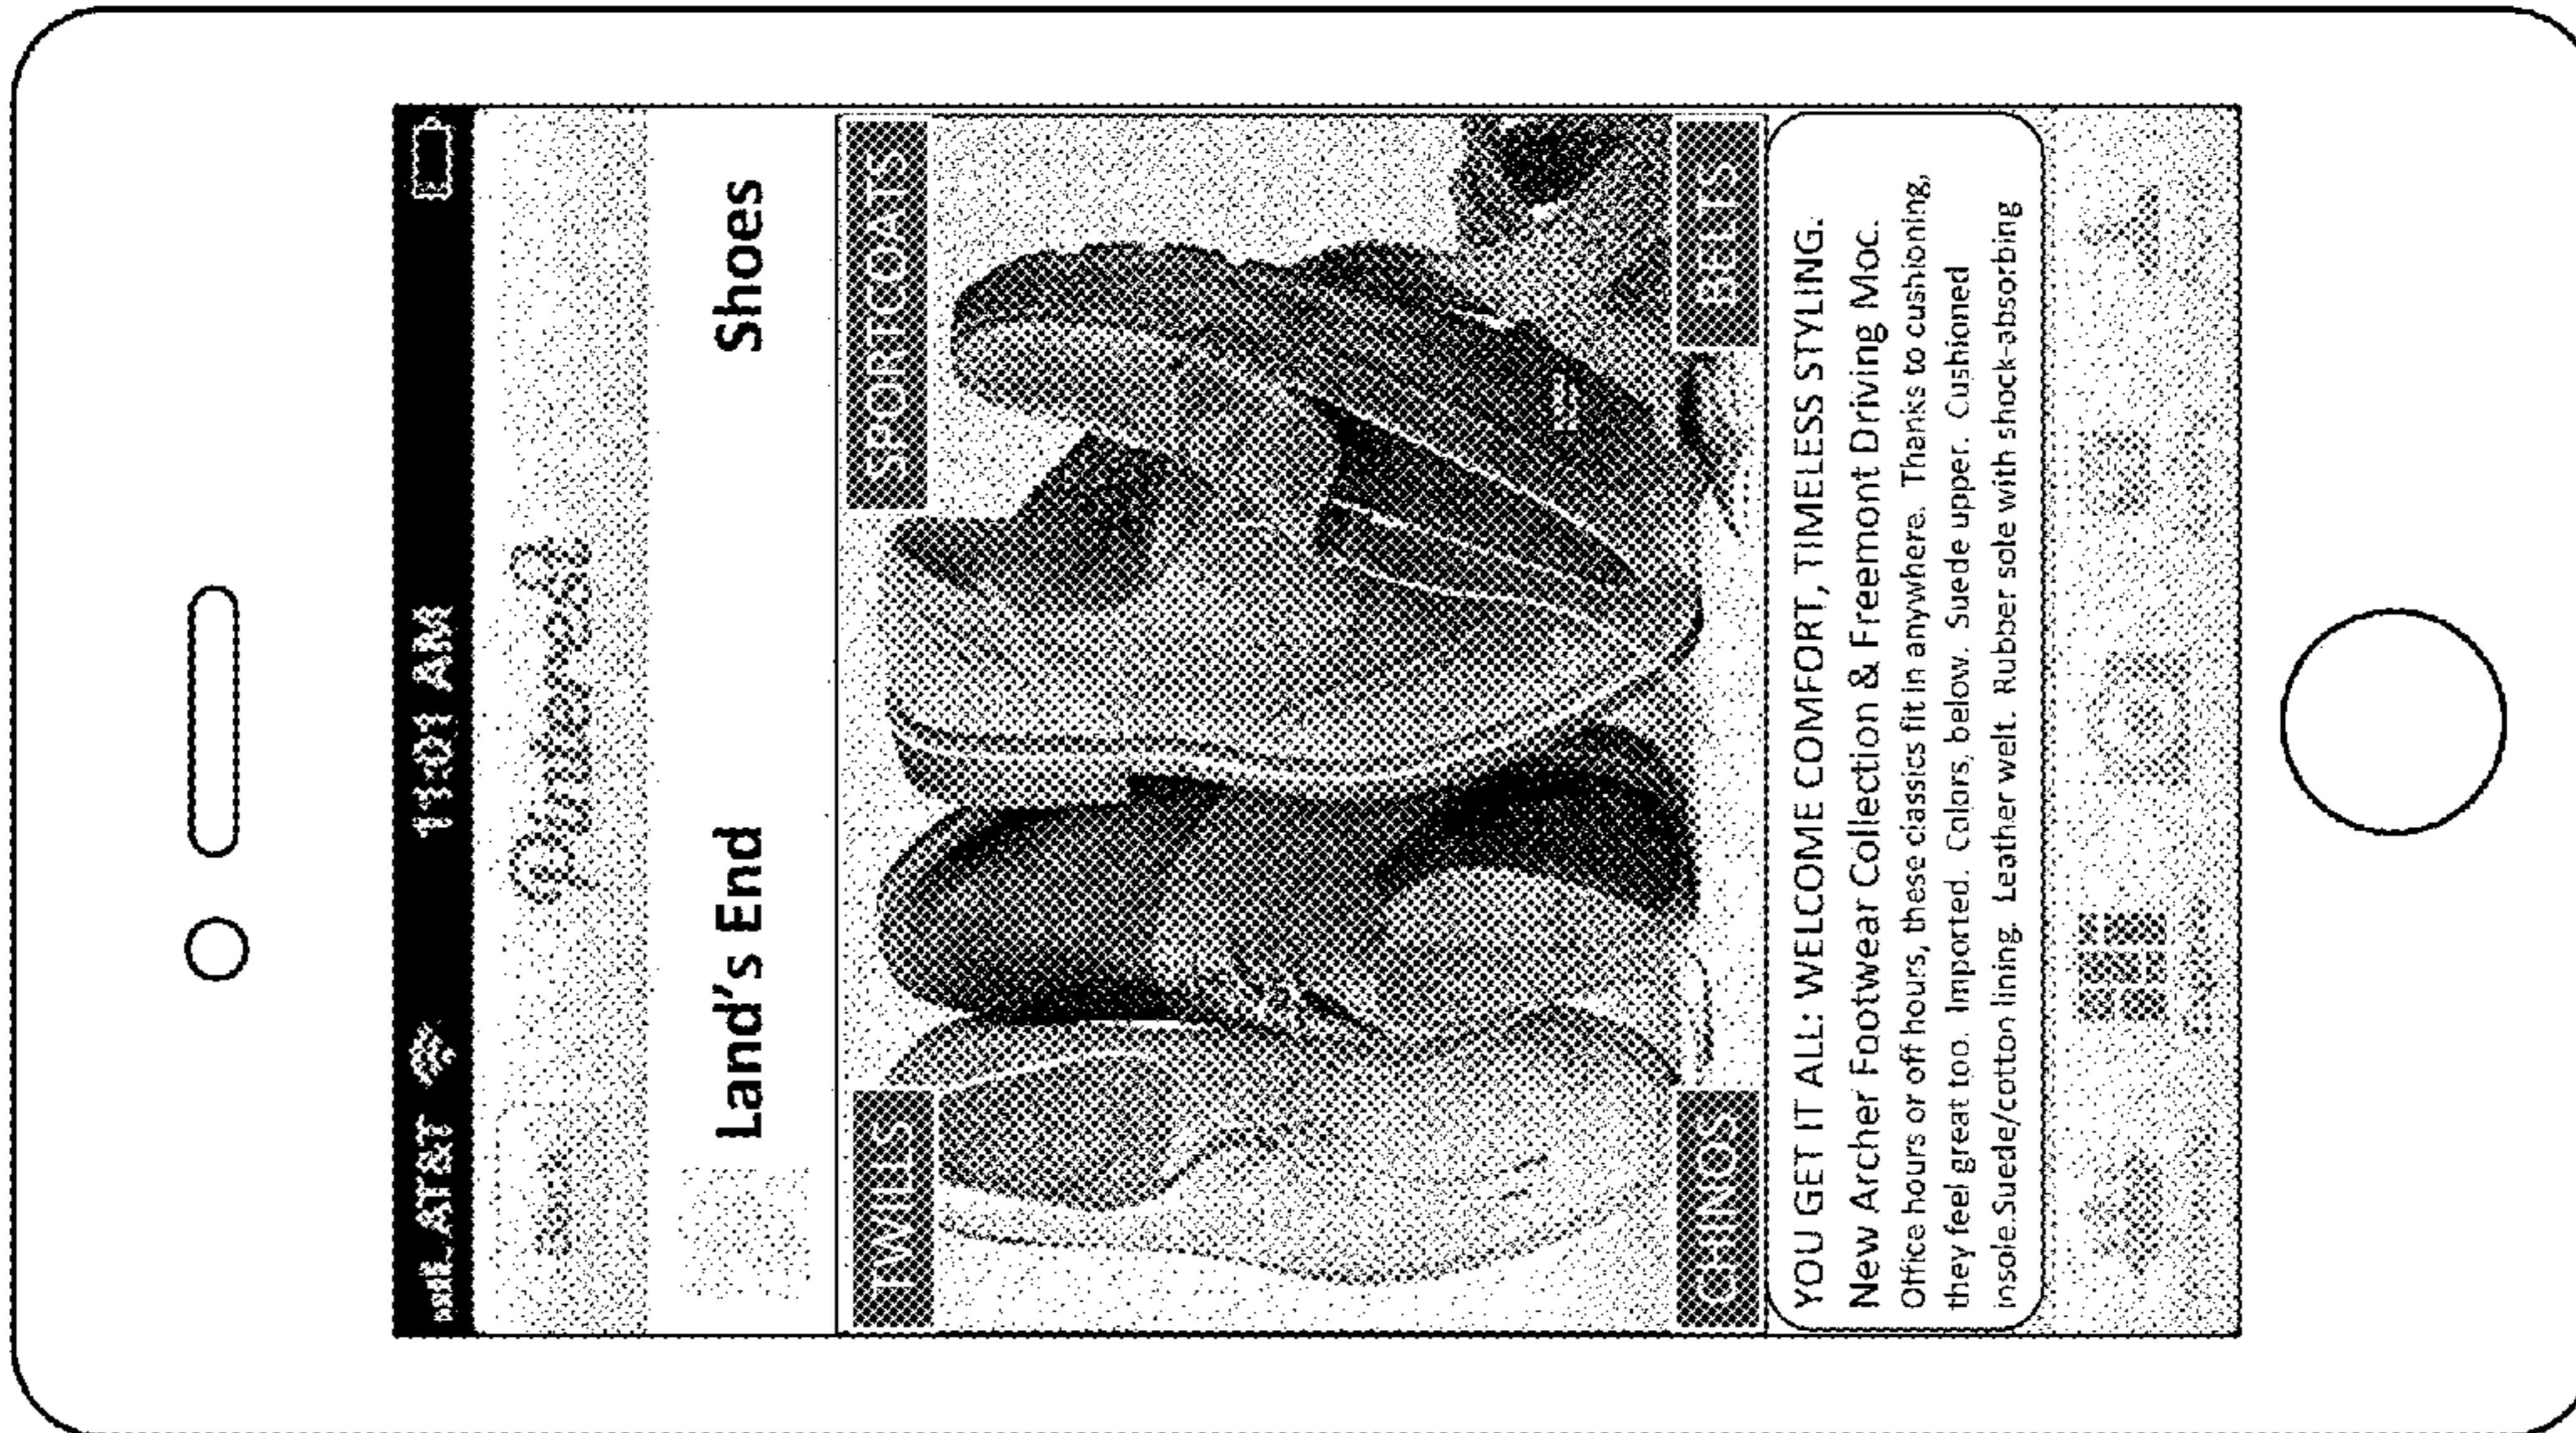 AT&T 11:01 AM
Pinterest
Land's End Shoes
TWILLS SPORTCOATS
CHINOS BELTS
YOU GET IT ALL: WELCOME COMFORT, TIMELESS STYLING.
New Archer Footwear Collection & Freemont Driving Moc.
Office hours or off hours, these classics fit in anywhere. Thanks to cushioning,
they feel great too. Imported. Colors, below. Suede upper. Cushioned
insole.Suede/cotton lining. Leather welt. Rubber sole with shock-absorbing